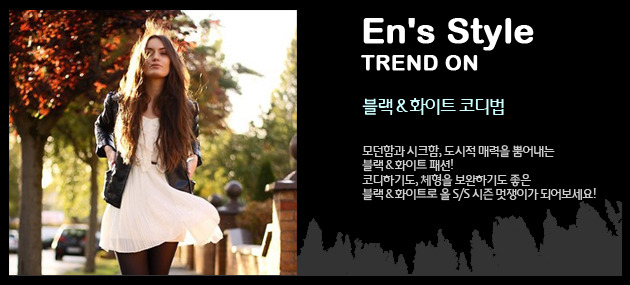 En's Style
TREND ON
블랙 & 화이트 코디법
모던함과 시크함, 도시적 매력을 뿜어내는
블랙 & 화이트 패션!
코디하기도, 체형을 보완하기도 좋은
블랙 & 화이트로 올 S/S 시즌 멋쟁이가 되어보세요!